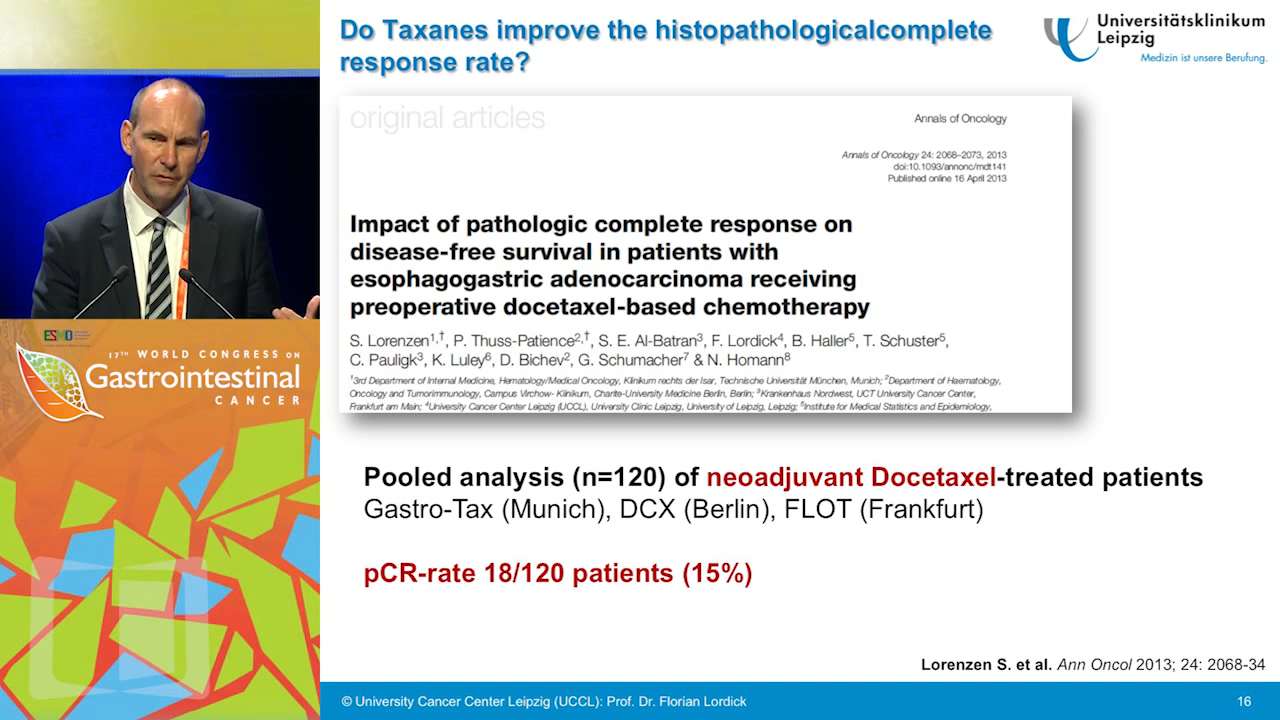 Do Taxanes improve the histopathologicalcomplete
response rate?
Universitätsklinikum
Leipzig
Medizin ist unsere Berufung.
original articles
Annals of Oncology
Annals of Oncology 24: 2068–2073, 2013
doi:10.1093/annonc/mdt141
Published online 16 April 2013
Impact of pathologic complete response on
disease-free survival in patients with
esophagogastric adenocarcinoma receiving
preoperative docetaxel-based chemotherapy
S. Lorenzen1,†, P. Thuss-Patience2,†, S. E. Al-Batran3, F. Lordick4, B. Haller5, T. Schuster5,
C. Pauligk3, K. Luley6, D. Bichev2, G. Schumacher7 & N. Homann8
13rd Department of Internal Medicine, Hematology/Medical Oncology, Klinikum rechts der Isar, Technische Universität München, Munich; 2Department of Haematology,
Oncology and Tumorimmunology, Campus Virchow- Klinikum, Charite-University Medicine Berlin, Berlin; 3Krankenhaus Nordwest, UCT University Cancer Center,
Frankfurt am Main; 4University Cancer Center Leipzig (UCCL), University Clinic Leipzig, University of Leipzig, Leipzig; 5Institute for Medical Statistics and Epidemiology,
ESMO
17TH WORLD CONGRESS ON
Gastrointestinal
CANCER
Pooled analysis (n=120) of neoadjuvant Docetaxel-treated patients
Gastro-Tax (Munich), DCX (Berlin), FLOT (Frankfurt)
pCR-rate 18/120 patients (15%)
Lorenzen S. et al. Ann Oncol 2013; 24: 2068-34
© University Cancer Center Leipzig (UCCL): Prof. Dr. Florian Lordick
16